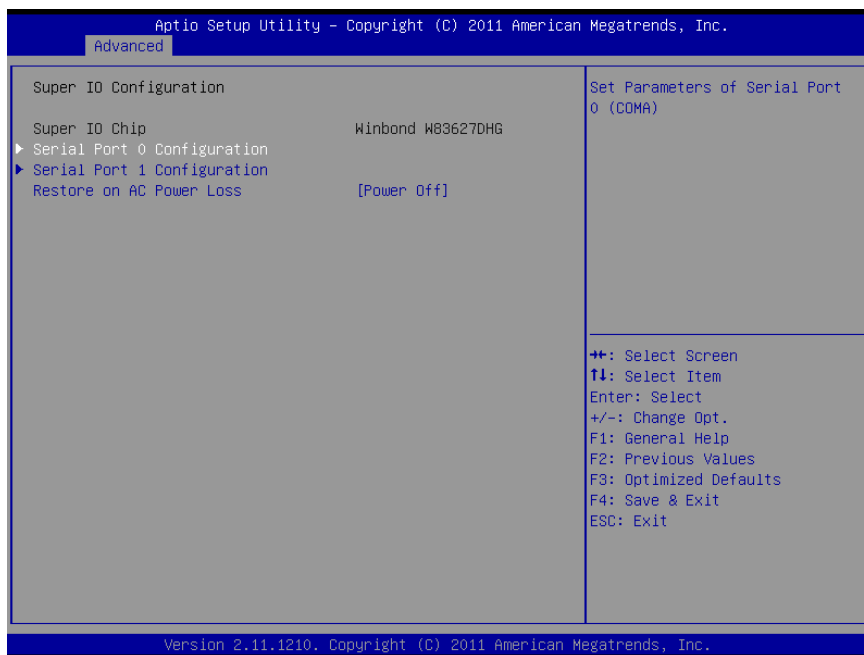 Aptio Setup Utility – Copyright (C) 2011 American Megatrends, Inc.
Advanced
Super IO Configuration
Super IO Chip Winbond W83627DHG
▶ Serial Port 0 Configuration
▶ Serial Port 1 Configuration
Restore on AC Power Loss [Power Off]
Set Parameters of Serial Port
0 (COMA)
→←: Select Screen
↑↓: Select Item
Enter: Select
+/-: Change Opt.
F1: General Help
F2: Previous Values
F3: Optimized Defaults
F4: Save & Exit
ESC: Exit
Version 2.11.1210. Copyright (C) 2011 American Megatrends, Inc.